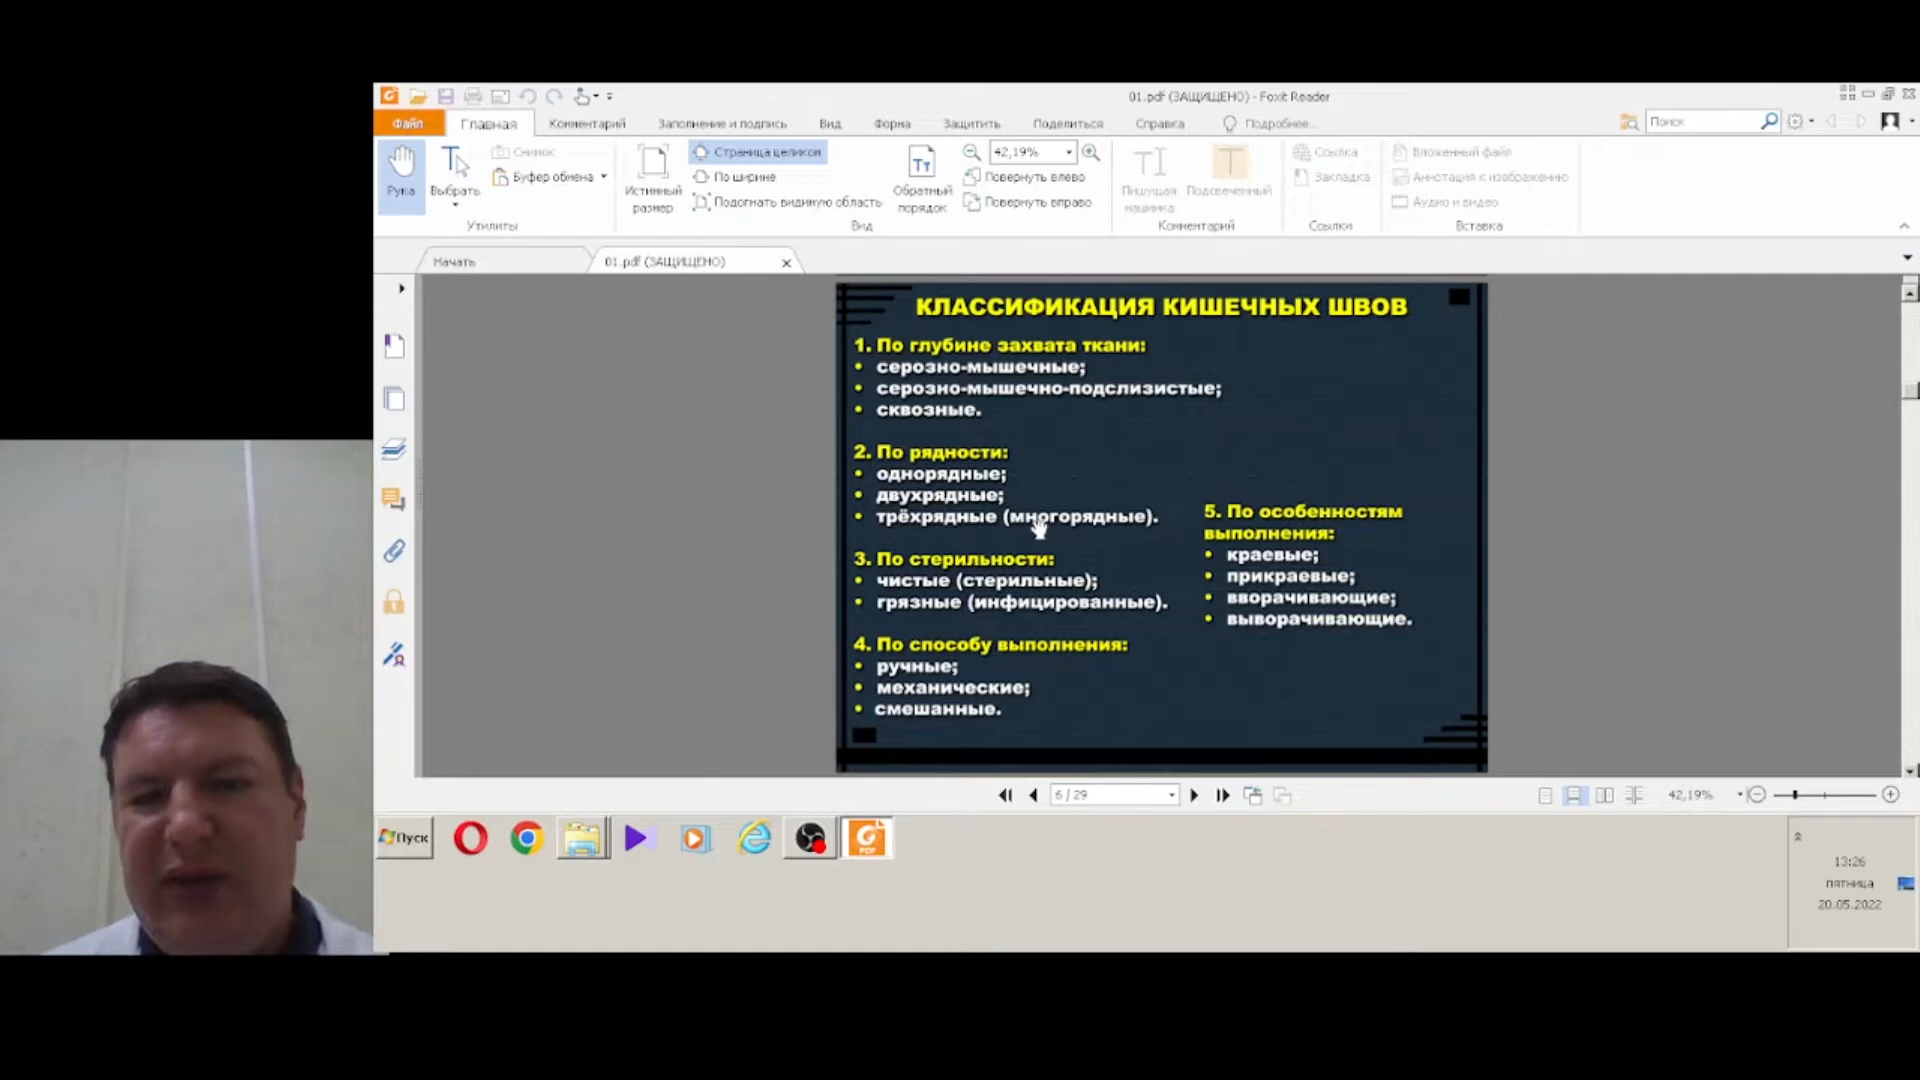 01.pdf (ЗАЩИЩЕНО) - Foxit Reader
Файл Главная Комментарий Заполнение и подпись Вид Форма Защитить Поделиться Справка Подробнее... Поиск
Рука
Выбрать
Снимок
Буфер обмена
Утилиты
Истинный размер
Страница целиком
По ширине
Подогнать видимую область
Обратный порядок
42,19%
Повернуть влево
Повернуть вправо
Вид
Пишущая машинка
Подсвеченный
Комментарий
Ссылка
Закладка
Ссылки
Вложенный файл
Аннотация к изображению
Аудио и видео
Вставка
Начать 01.pdf (ЗАЩИЩЕНО)
КЛАССИФИКАЦИЯ КИШЕЧНЫХ ШВОВ
1. По глубине захвата ткани:
• серозно-мышечные;
• серозно-мышечно-подслизистые;
• сквозные.
2. По рядности:
• однорядные;
• двухрядные;
• трёхрядные (многорядные).
3. По стерильности:
• чистые (стерильные);
• грязные (инфицированные).
4. По способу выполнения:
• ручные;
• механические;
• смешанные.
5. По особенностям
выполнения:
• краевые;
• прикраевые;
• вворачивающие;
• выворачивающие.
6 / 29
42,19%
Пуск
PDF
13:26
пятница
20.05.2022